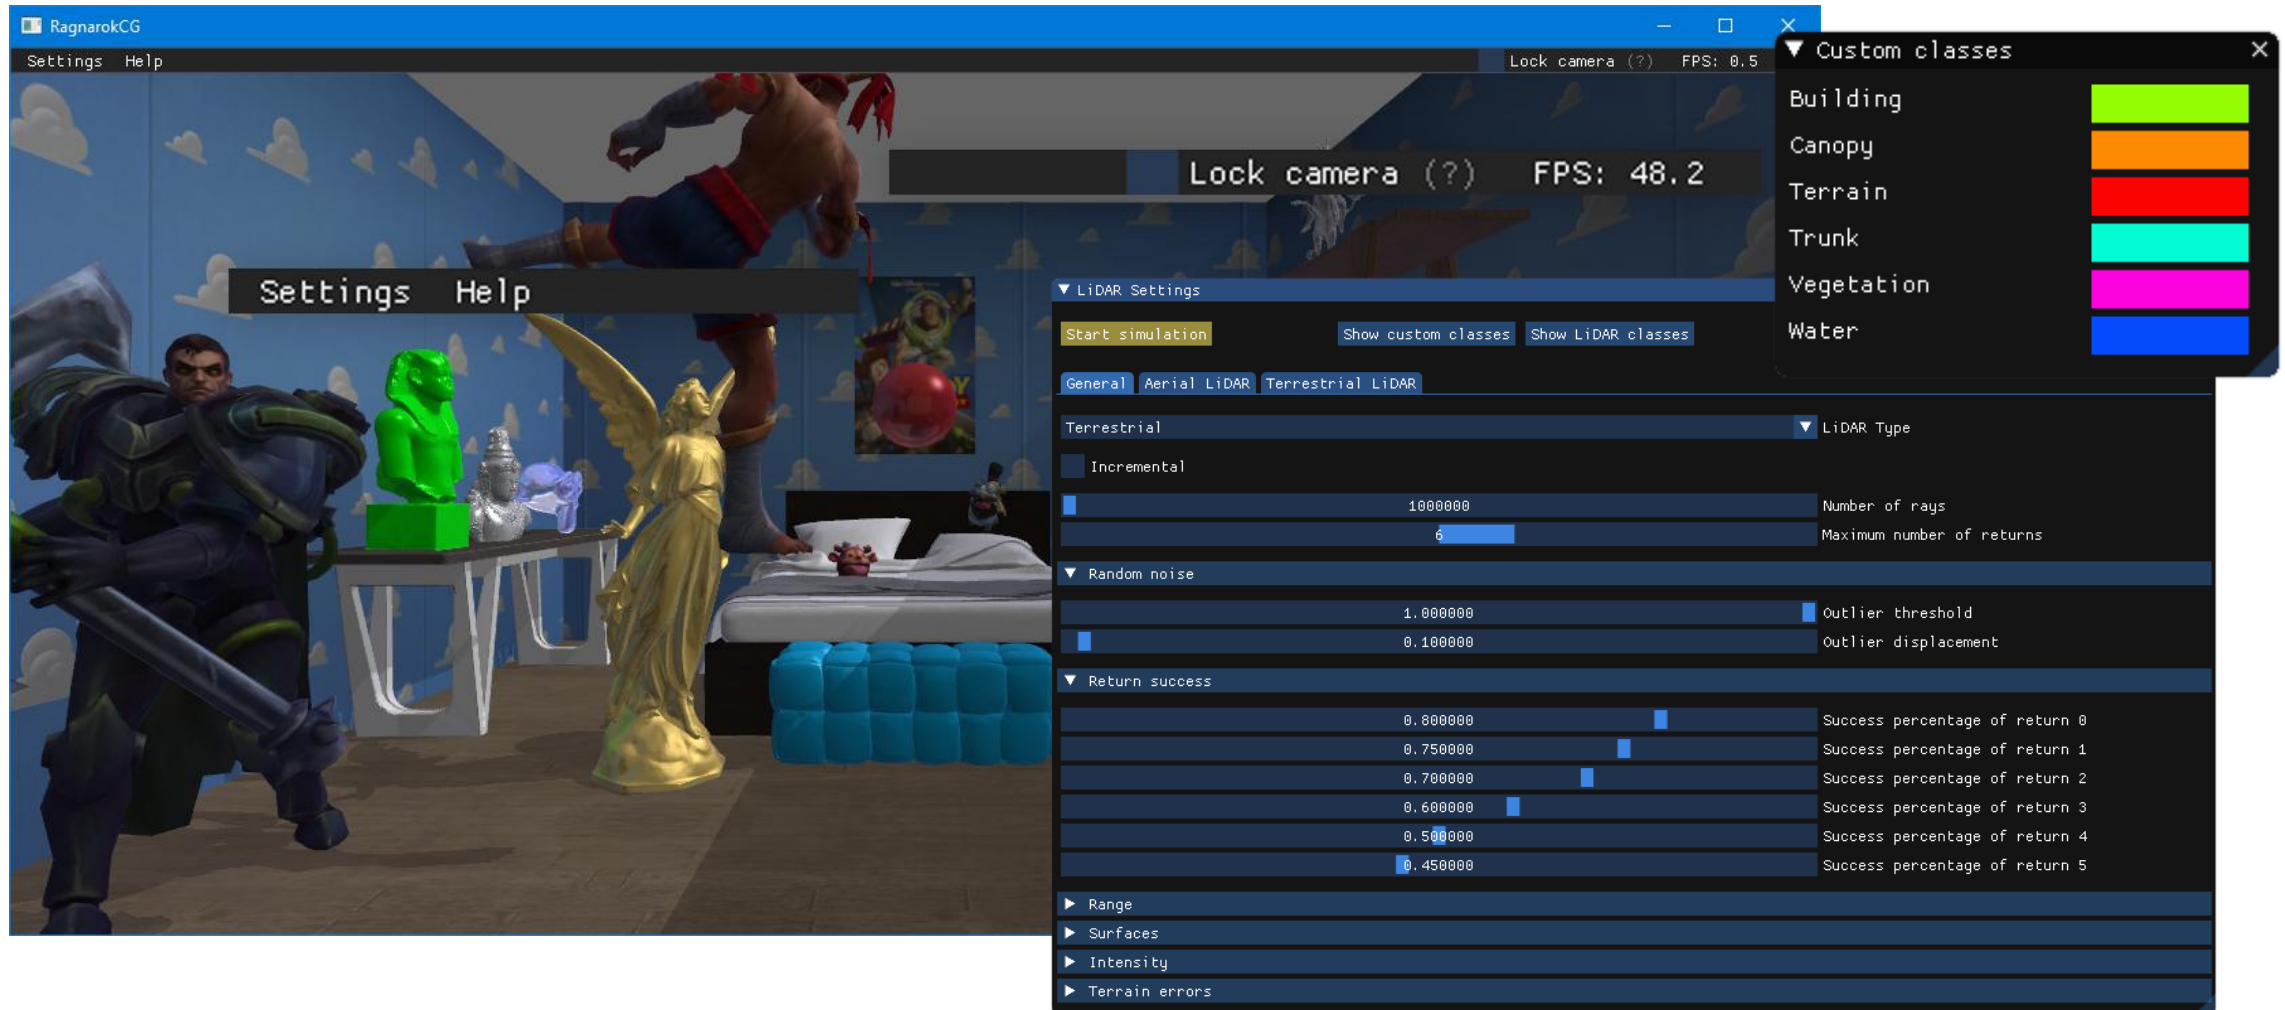 RagnarokCG
Settings Help
Lock camera (?) FPS: 0.5
Custom classes
Building
Canopy
Terrain
Trunk
Vegetation
Water
Lock camera (?) FPS: 48.2
Settings Help
LiDAR Settings
Start simulation Show custom classes Show LiDAR classes
General Aerial LiDAR Terrestrial LiDAR
Terrestrial LiDAR Type
Incremental
1000000 Number of rays
6 Maximum number of returns
Random noise
1.000000 Outlier threshold
0.100000 Outlier displacement
Return success
0.800000 Success percentage of return 0
0.750000 Success percentage of return 1
0.700000 Success percentage of return 2
0.600000 Success percentage of return 3
0.500000 Success percentage of return 4
0.450000 Success percentage of return 5
Range
Surfaces
Intensity
Terrain errors